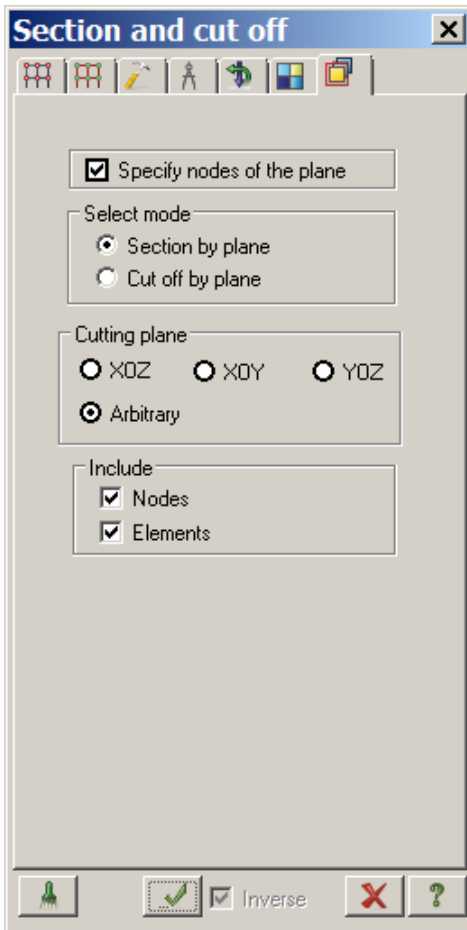 Section and cut off
Specify nodes of the plane
Select mode
Section by plane
Cut off by plane
Cutting plane
X0Z X0Y Y0Z
Arbitrary
Include
Nodes
Elements
Inverse ?